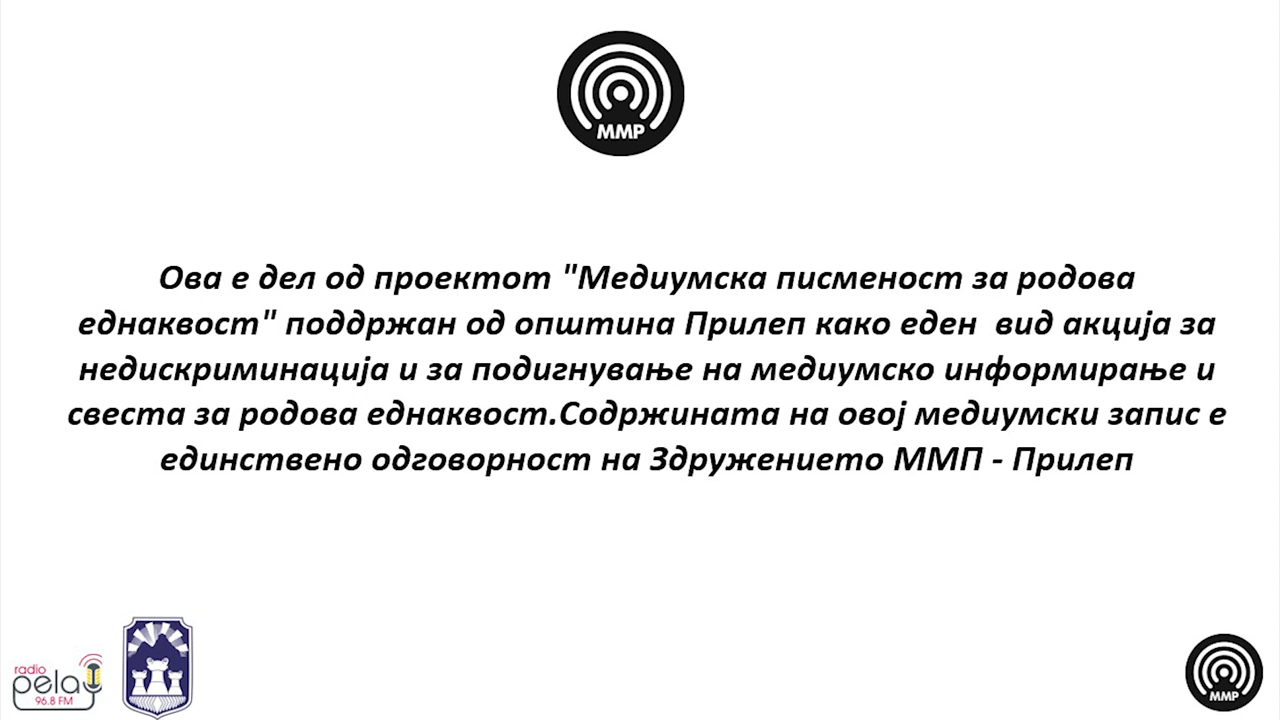 MMP
Ова е дел од проектот "Медиумска писменост за родова
еднаквост" поддржан од општина Прилеп како еден  вид акција за
недискриминација и за подигнување на медиумско информирање и
свеста за родова еднаквост.Содржината на овој медиумски запис е
единствено одговорност на Здружението ММП - Прилеп
radio
pela
96.8 FM
MMP